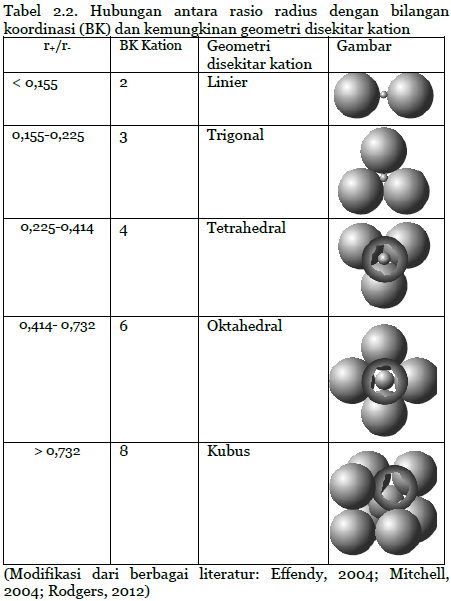 Tabel 2.2. Hubungan antara rasio radius dengan bilangan
koordinasi (BK) dan kemungkinan geometri disekitar kation
r+/r- BK Kation Geometri disekitar kation Gambar
< 0,155 2 Linier
0,155-0,225 3 Trigonal
0,225-0,414 4 Tetrahedral
0,414- 0,732 6 Oktahedral
> 0,732 8 Kubus
(Modifikasi dari berbagai literatur: Effendy, 2004; Mitchell,
2004; Rodgers, 2012)